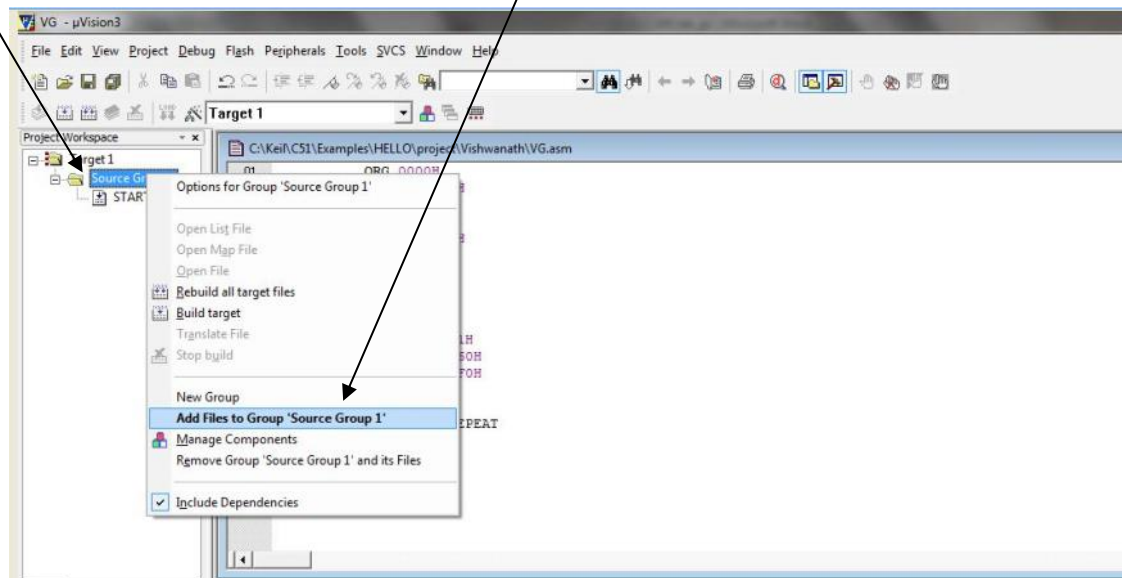 VG - µVision3
File Edit View Project Debug Flash Peripherals Tools SVCS Window Help
Target 1
Project Workspace
Target 1
C:\Keil\C51\Examples\HELLO\project\Vishwanath\VG.asm
01 ORG 0000H
Source Gr
STAR
Options for Group 'Source Group 1'
Open List File
Open Map File
Open File
Rebuild all target files
Build target
Translate File
1H
Stop build
50H
F0H
New Group
Add Files to Group 'Source Group 1'
EPEAT
Manage Components
Remove Group 'Source Group 1' and its Files
Include Dependencies